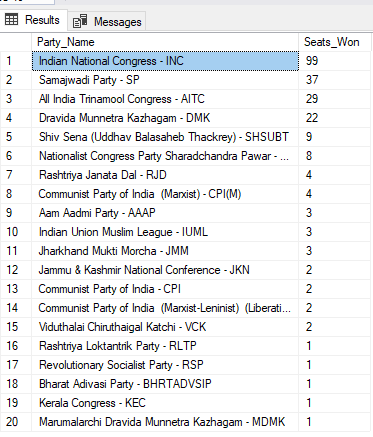 Results Messages
Party_Name Seats_Won
1 Indian National Congress - INC 99
2 Samajwadi Party - SP 37
3 All India Trinamool Congress - AITC 29
4 Dravida Munnetra Kazhagam - DMK 22
5 Shiv Sena (Uddhav Balasaheb Thackrey) - SHSUBT 9
6 Nationalist Congress Party Sharadchandra Pawar - ... 8
7 Rashtriya Janata Dal - RJD 4
8 Communist Party of India (Marxist) - CPI(M) 4
9 Aam Aadmi Party - AAAP 3
10 Indian Union Muslim League - IUML 3
11 Jharkhand Mukti Morcha - JMM 3
12 Jammu & Kashmir National Conference - JKN 2
13 Communist Party of India - CPI 2
14 Communist Party of India (Marxist-Leninist) (Liberati... 2
15 Viduthalai Chiruthaigal Katchi - VCK 2
16 Rashtriya Loktantrik Party - RLTP 1
17 Revolutionary Socialist Party - RSP 1
18 Bharat Adivasi Party - BHRTADVSIP 1
19 Kerala Congress - KEC 1
20 Marumalarchi Dravida Munnetra Kazhagam - MDMK 1